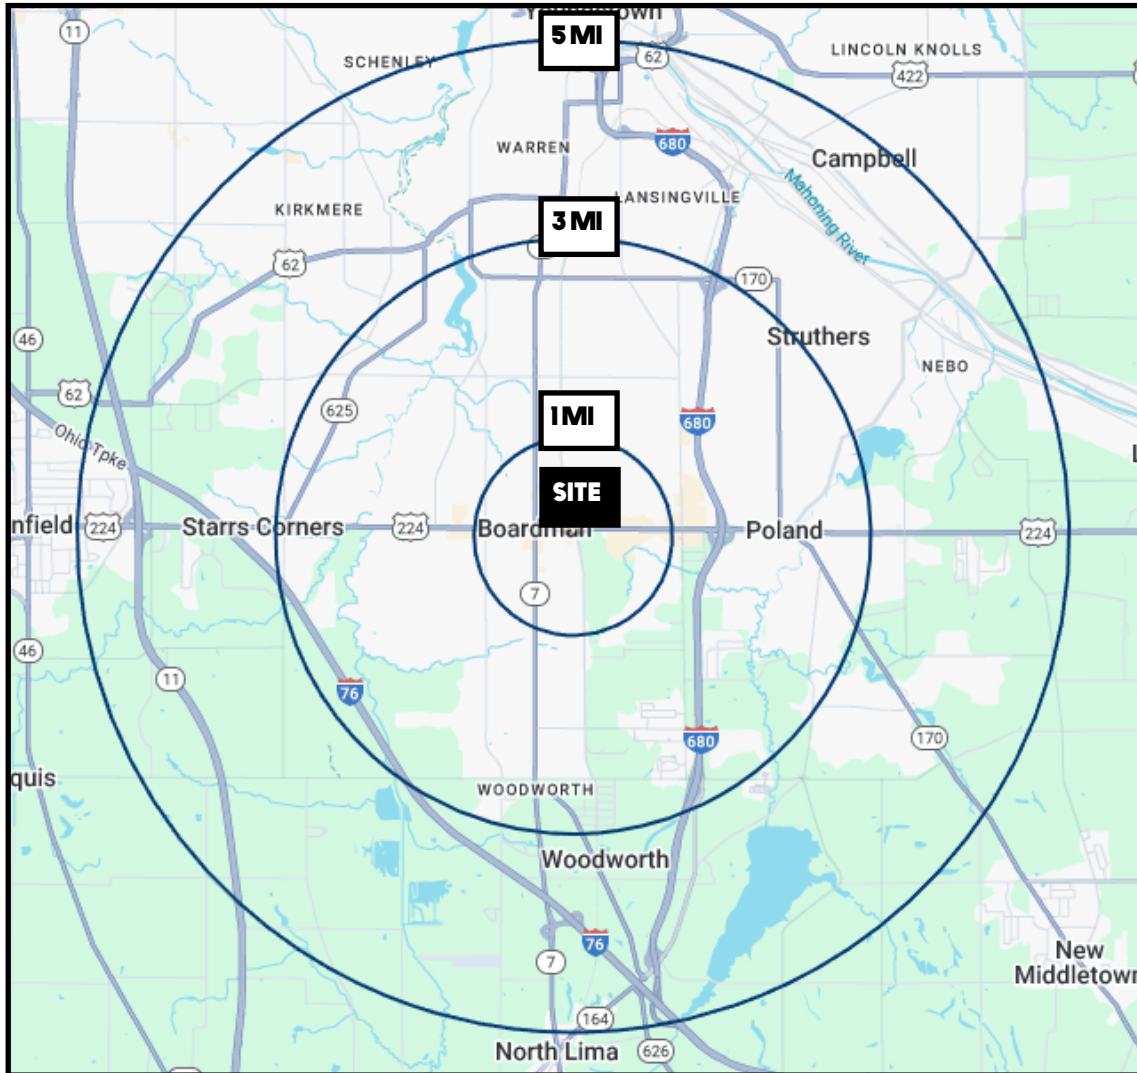 11
5 MI
62
LINCOLN KNOLLS
422
SCHENLEY
WARREN
680
Campbell
Mahoning River
KIRKMERE
LANSINGVILLE
3 MI
62
170
46
Struthers
NEBO
62
625
1 MI
680
Ohio Tpke
SITE
nfield
224
Starrs Corners
224
Boardman
Poland
224
7
46
11
76
680
170
quis
WOODWORTH
Woodworth
76
7
New
Middletown
164
North Lima
626